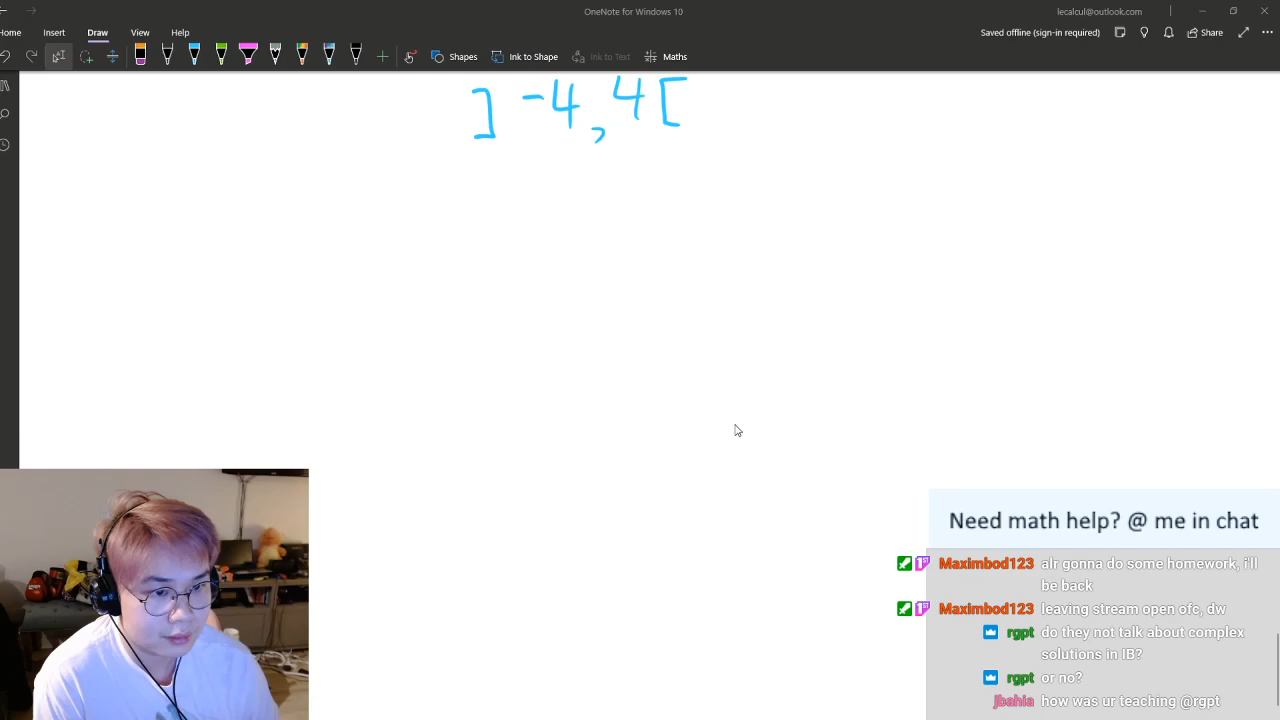 OneNote for Windows 10
lecalcul@outlook.com
Home Insert Draw View Help
Saved offline (sign-in required) Share
Shapes Ink to Shape Ink to Text Maths
] -4, 4 [
Need math help? @ me in chat
Maximbod123 alr gonna do some homework, i'll
be back
Maximbod123 leaving stream open ofc, dw
rgpt do they not talk about complex
solutions in IB?
rgpt or no?
jbahia how was ur teaching @rgpt